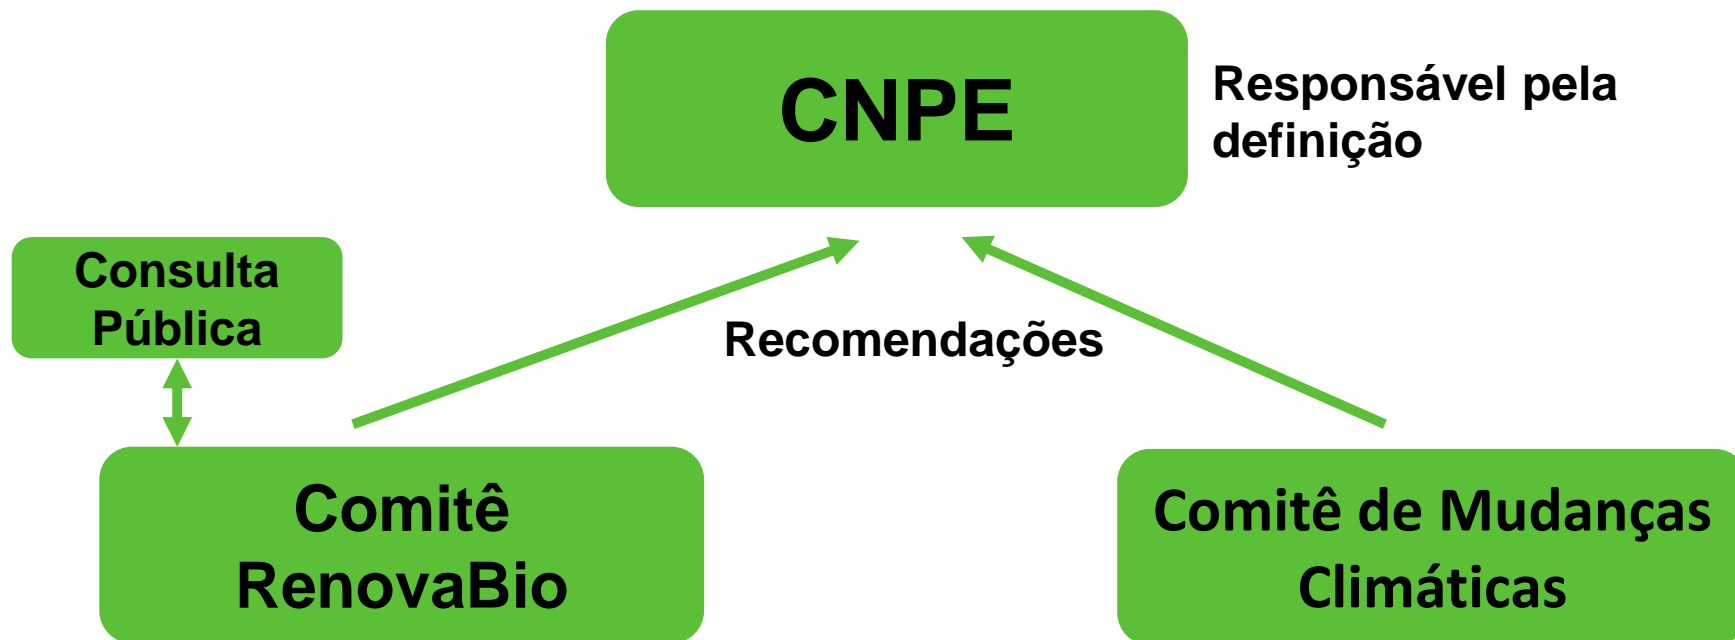 CNPE
Responsável pela
definição
Consulta
Pública
Recomendações
Comitê
RenovaBio
Comitê de Mudanças
Climáticas